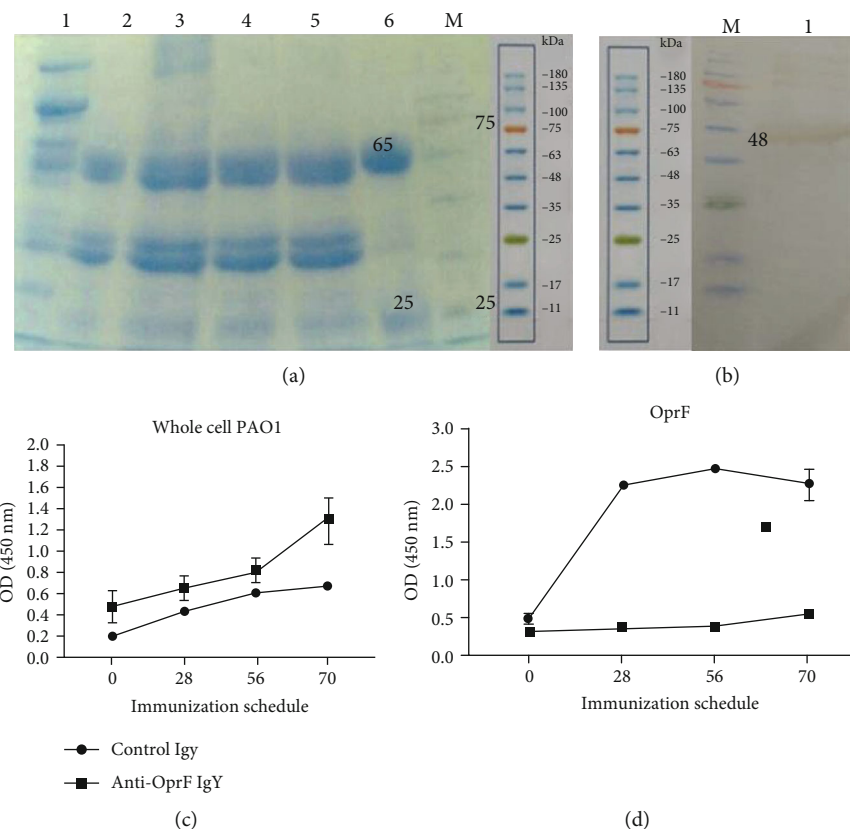 1 2 3 4 5 6 M
kDa
–180
–135
–100
75 –75
65
–63
–48
–35
–25
–17
25 25 –11
(a)
M 1
kDa
–180
–135
–100
–75
48
–63
–48
–35
–25
–17
–11
(b)
Whole cell PAO1
OD (450 nm)
2.0
1.8
1.6
1.4
1.2
1.0
0.8
0.6
0.4
0.2
0.0
0 28 56 70
Immunization schedule
Control Igy
Anti-OprF IgY
(c)
OprF
OD (450 nm)
3.0
2.5
2.0
1.5
1.0
0.5
0.0
0 28 56 70
Immunization schedule
(d)